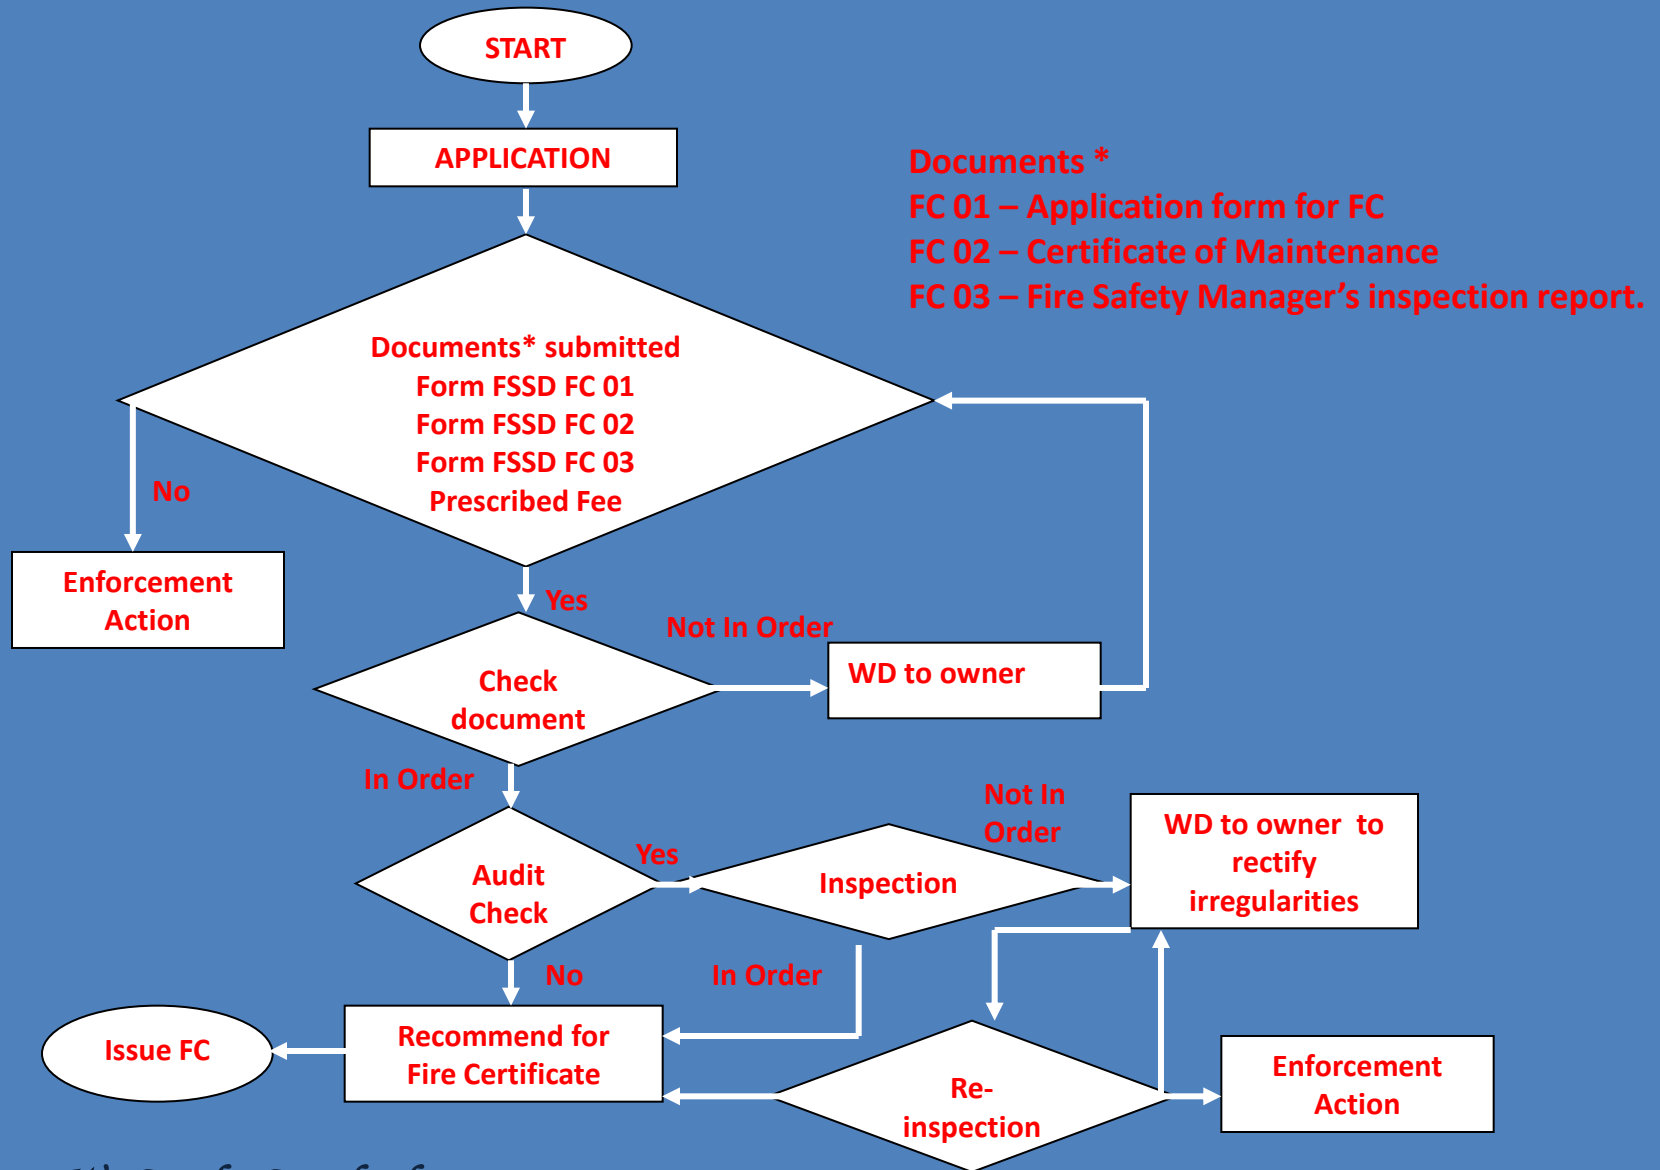 START
APPLICATION
Documents *
FC 01 – Application form for FC
FC 02 – Certificate of Maintenance
FC 03 – Fire Safety Manager's inspection report.
Documents* submitted
Form FSSD FC 01
Form FSSD FC 02
Form FSSD FC 03
Prescribed Fee
No
Enforcement
Action
Yes
Not In Order
WD to owner
Check
document
In Order
Not In
Order
WD to owner to
rectify
irregularities
Yes
Audit
Check
Inspection
No
In Order
Issue FC
Recommend for
Fire Certificate
Re-
inspection
Enforcement
Action